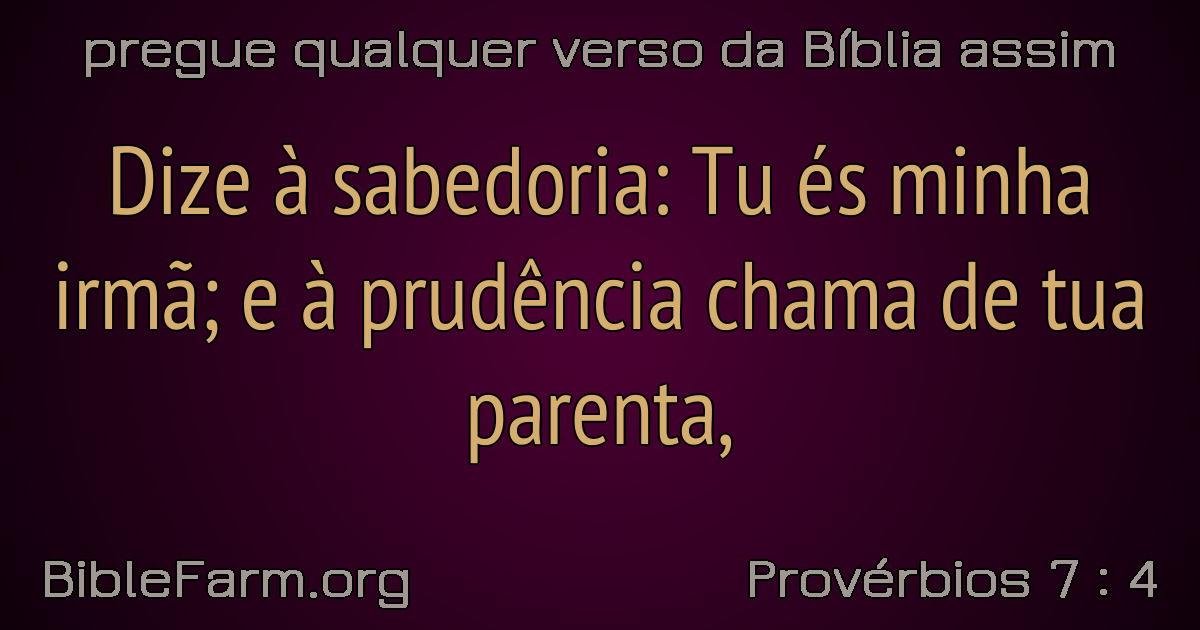 pregue qualquer verso da Bíblia assim
Dize à sabedoria: Tu és minha
irmã; e à prudência chama de tua
parenta,
BibleFarm.org
Provérbios 7 : 4